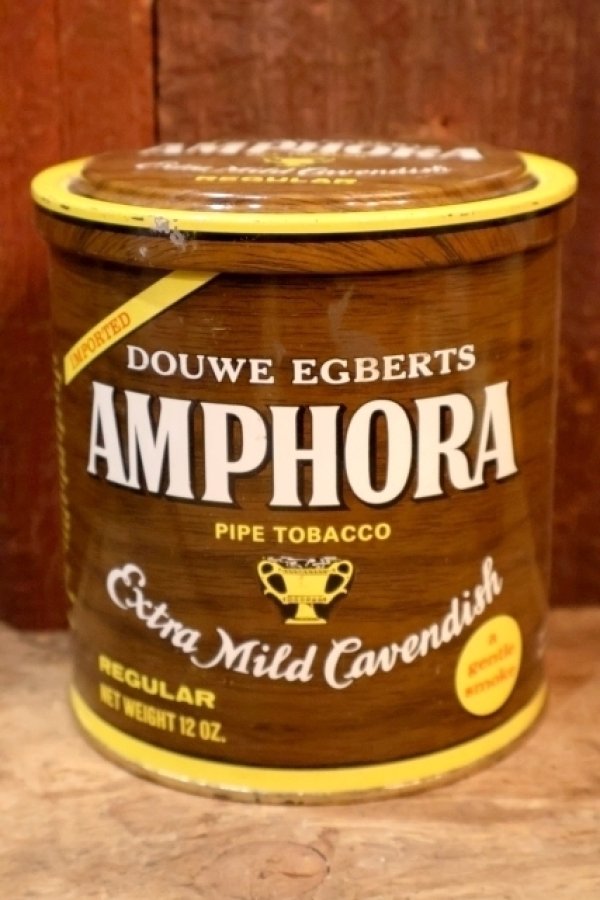 AMPHORA
Extra Mild Cavendish
REGULAR
IMPORTED
DOUWE EGBERTS
AMPHORA
PIPE TOBACCO
Extra Mild Cavendish
REGULAR
NET WEIGHT 12 OZ.
a
gentle
smoke